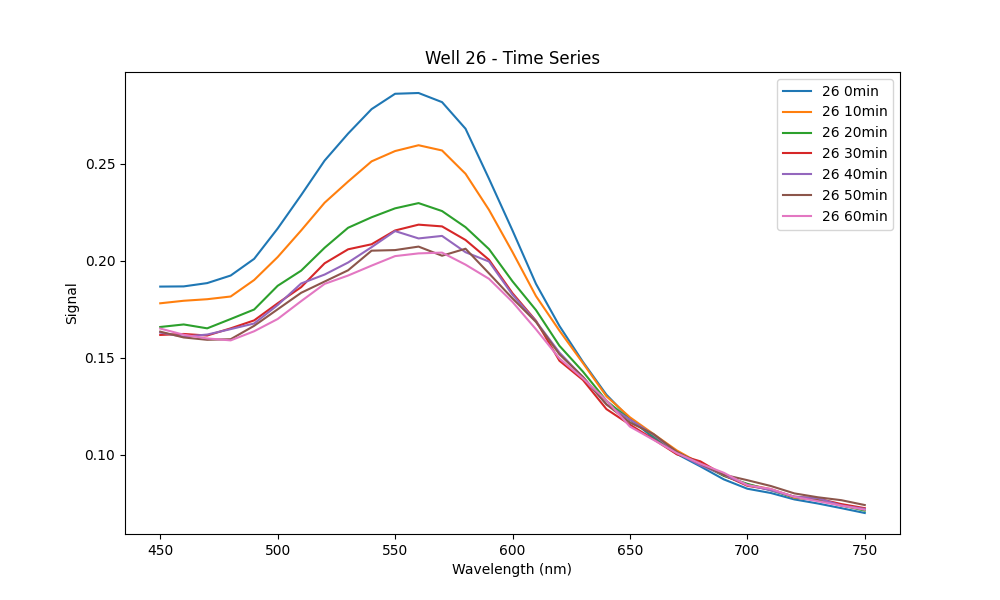 Well 26 - Time Series
26 0min
26 10min
26 20min
26 30min
26 40min
26 50min
26 60min
Signal
0.25
0.20
0.15
0.10
450 500 550 600 650 700 750
Wavelength (nm)